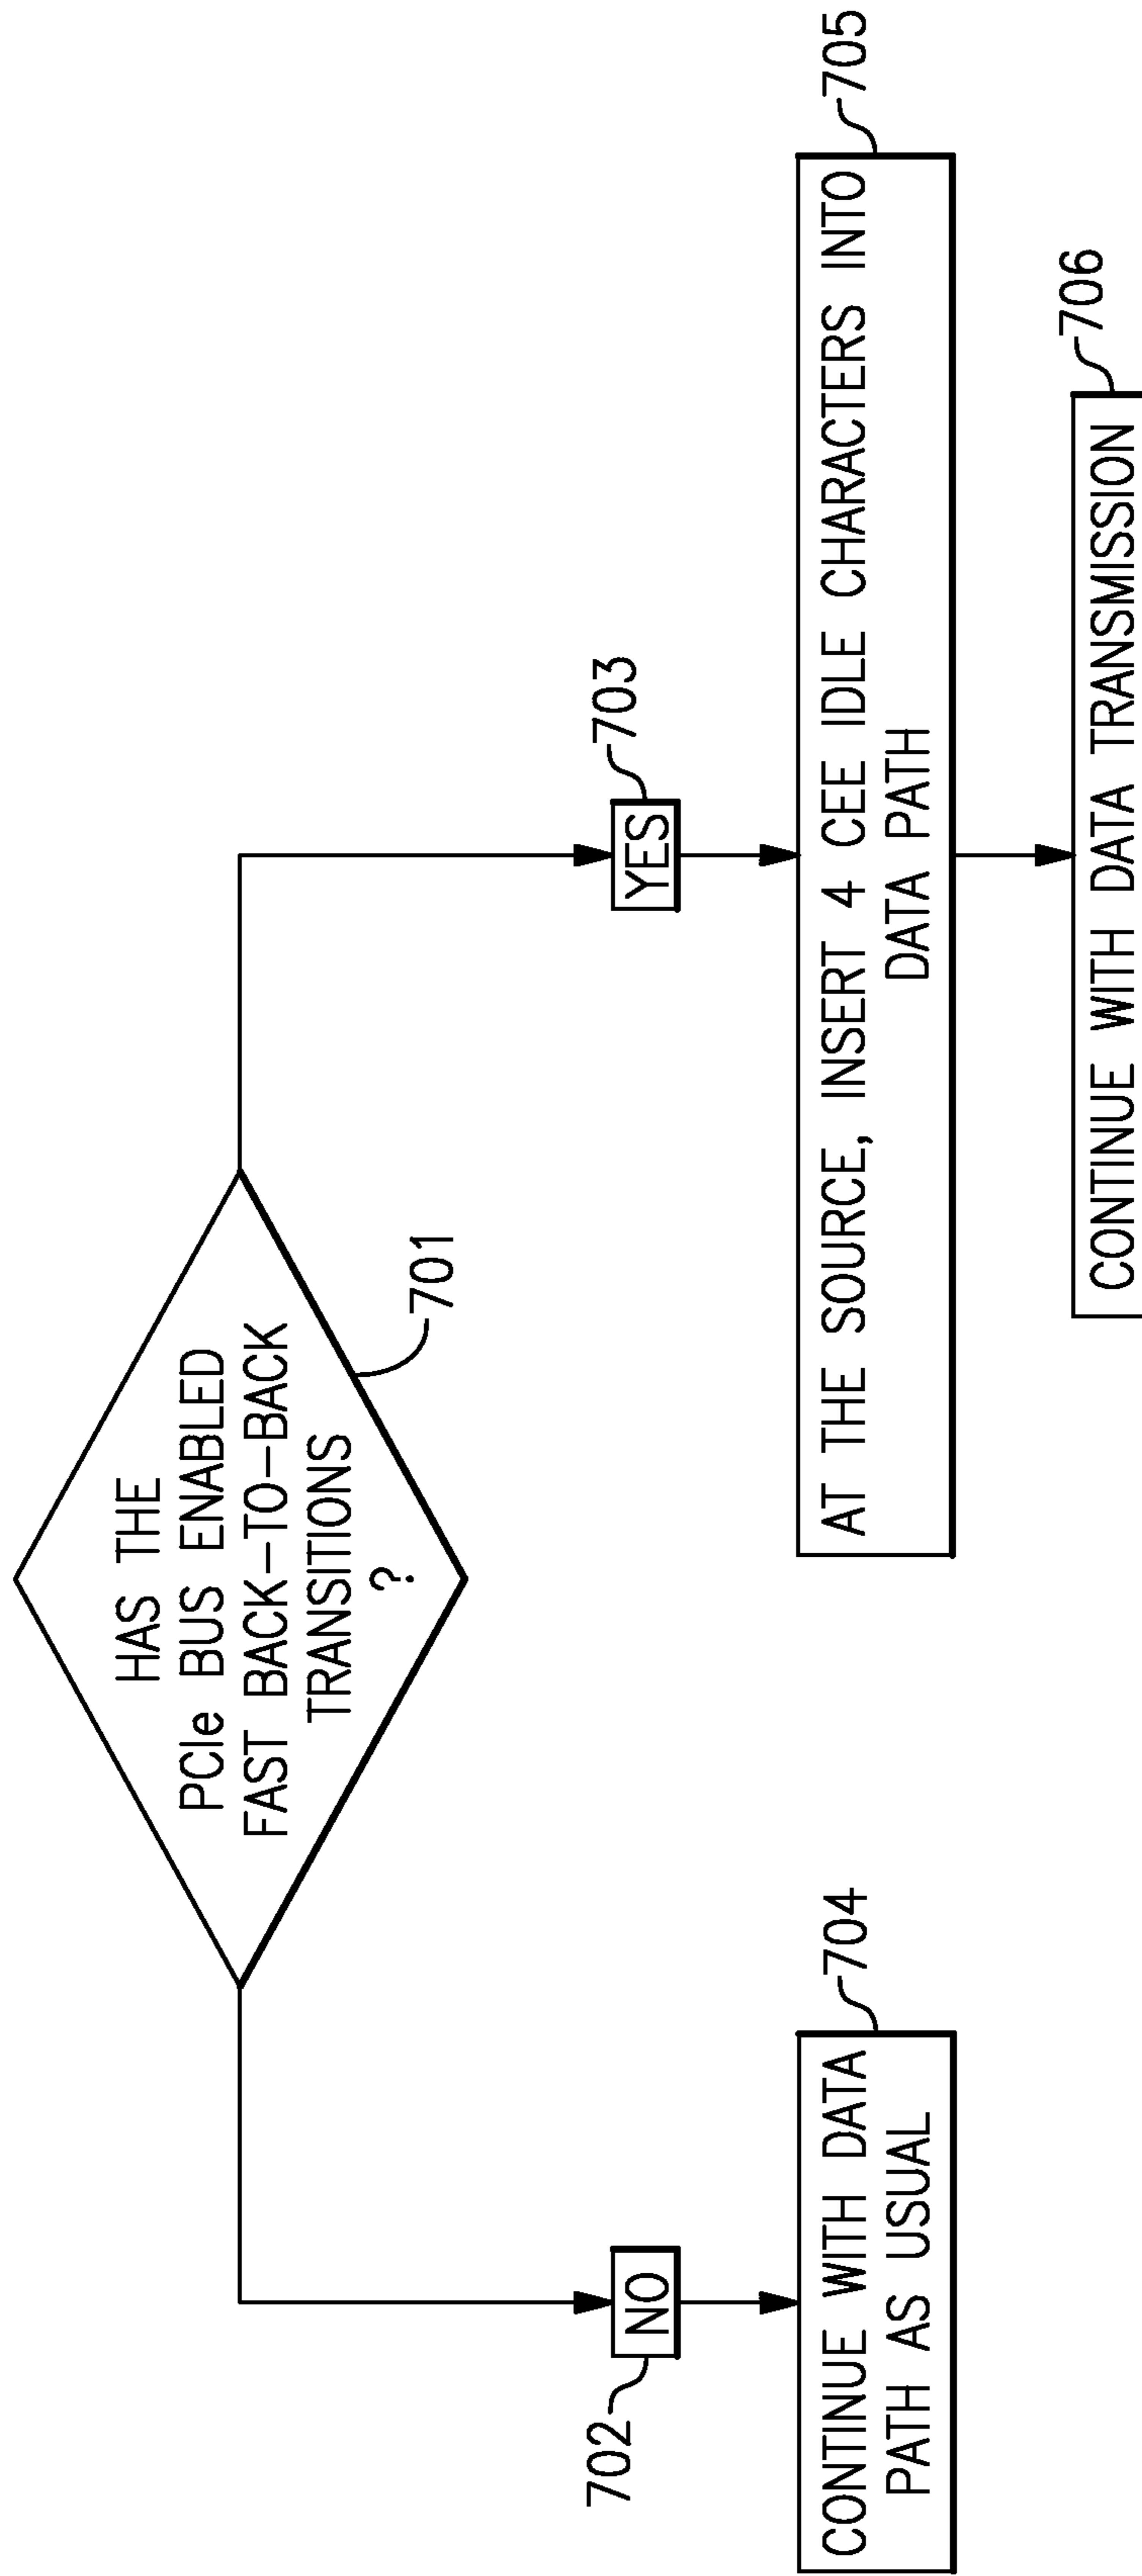 HAS THE
PCIe BUS ENABLED
FAST BACK-TO-BACK
TRANSITIONS
?
701
702
NO
YES
703
CONTINUE WITH DATA
PATH AS USUAL
704
AT THE SOURCE, INSERT 4 CEE IDLE CHARACTERS INTO
DATA PATH
705
CONTINUE WITH DATA TRANSMISSION
706